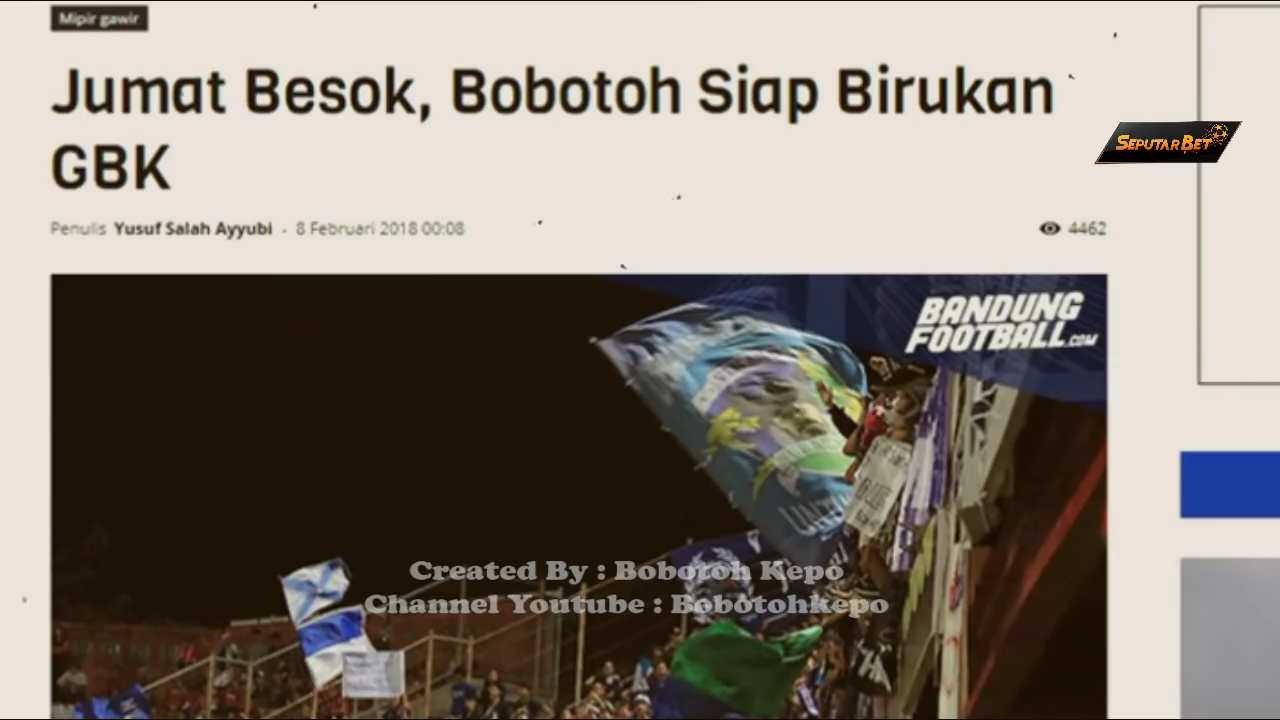 Mipir gawir
Jumat Besok, Bobotoh Siap Birukan
GBK
SEPUTARBET
Penulis Yusuf Salah Ayyubi - 8 Februari 2018 00:08
4462
BANDUNG
FOOTBALL.COM
Created By : Bobotoh Kepo
Channel Youtube : Bobotohkepo